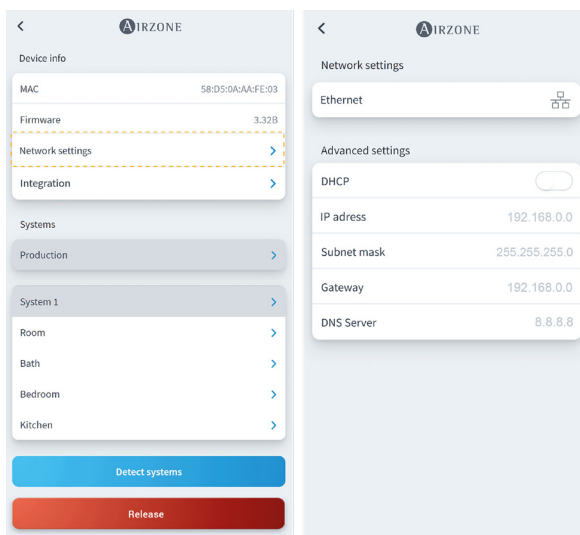 AIRZONE
Device info
MAC 58:D5:0A:AA:FE:03
Firmware 3.32B
Network settings
Integration
Systems
Production
System 1
Room
Bath
Bedroom
Kitchen
Detect systems
Release
AIRZONE
Network settings
Ethernet
Advanced settings
DHCP
IP adress 192.168.0.0
Subnet mask 255.255.255.0
Gateway 192.168.0.0
DNS Server 8.8.8.8